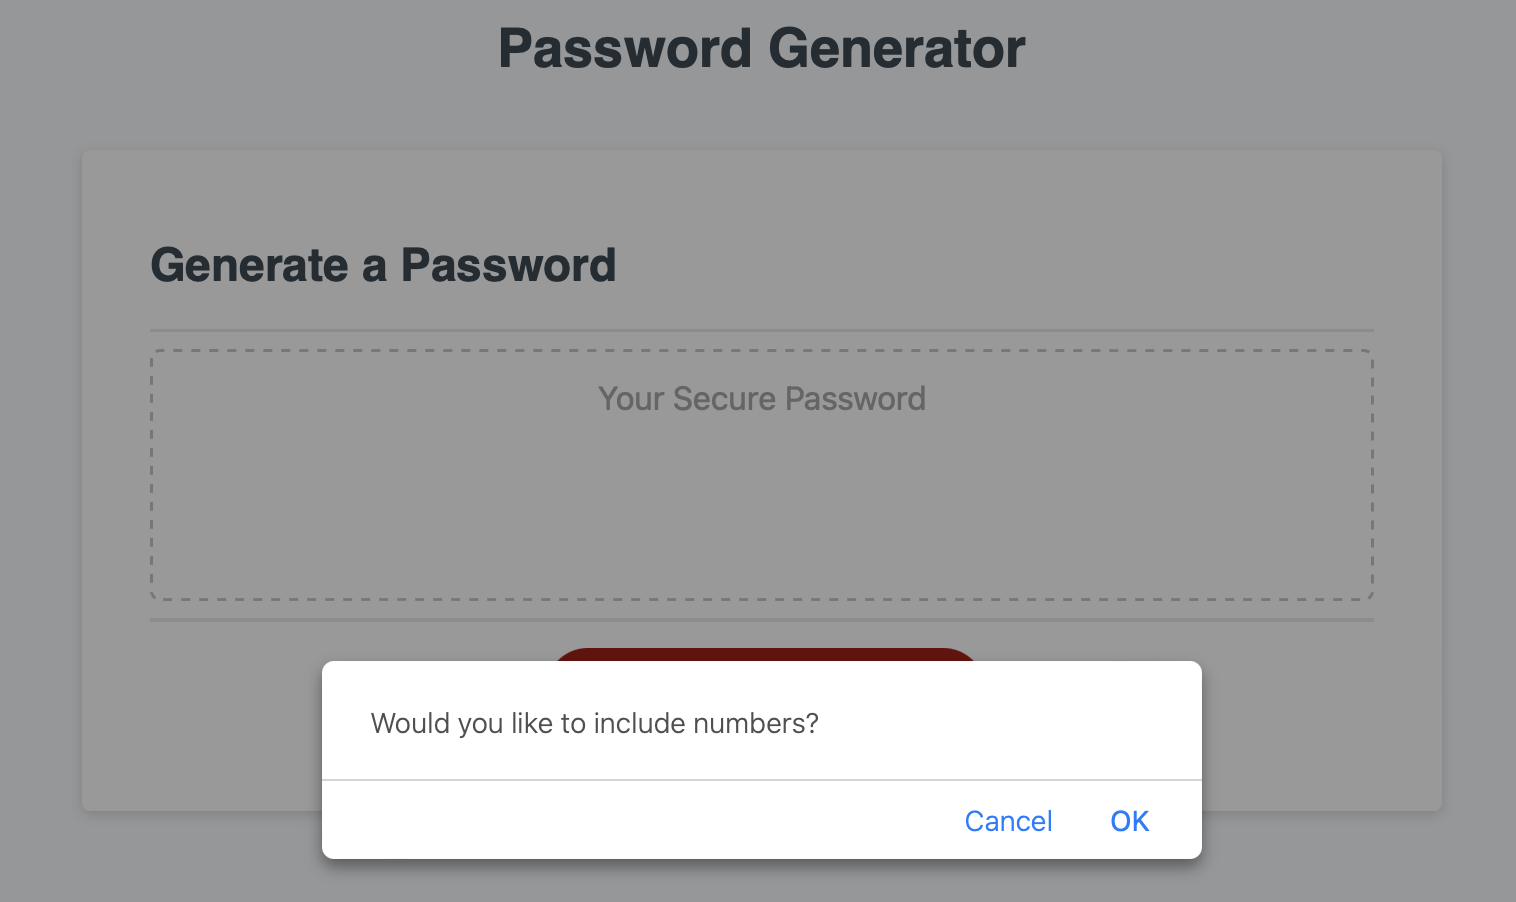 Password Generator
Generate a Password
Your Secure Password
Would you like to include numbers?
Cancel OK